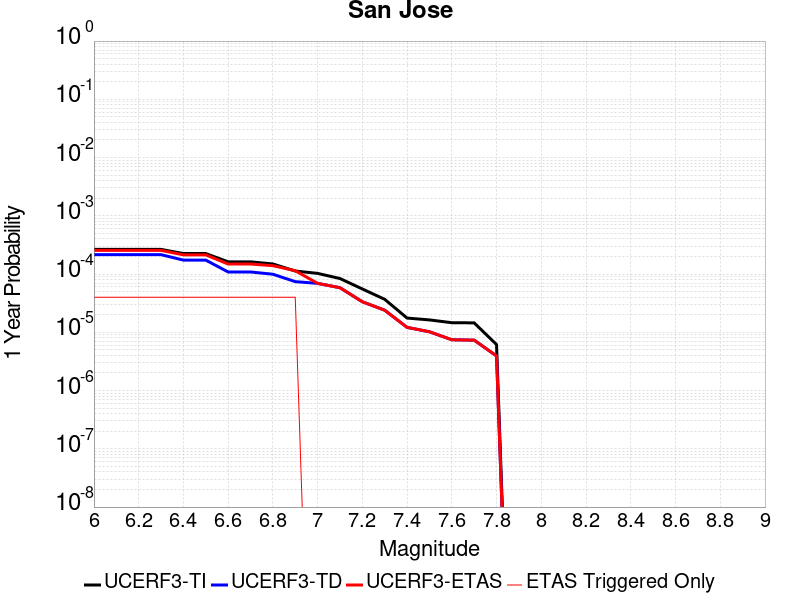 San Jose
10^0
10^-1
10^-2
10^-3
10^-4
10^-5
10^-6
10^-7
10^-8
1 Year Probability
6 6.2 6.4 6.6 6.8 7 7.2 7.4 7.6 7.8 8 8.2 8.4 8.6 8.8 9
Magnitude
UCERF3-TI UCERF3-TD UCERF3-ETAS ETAS Triggered Only